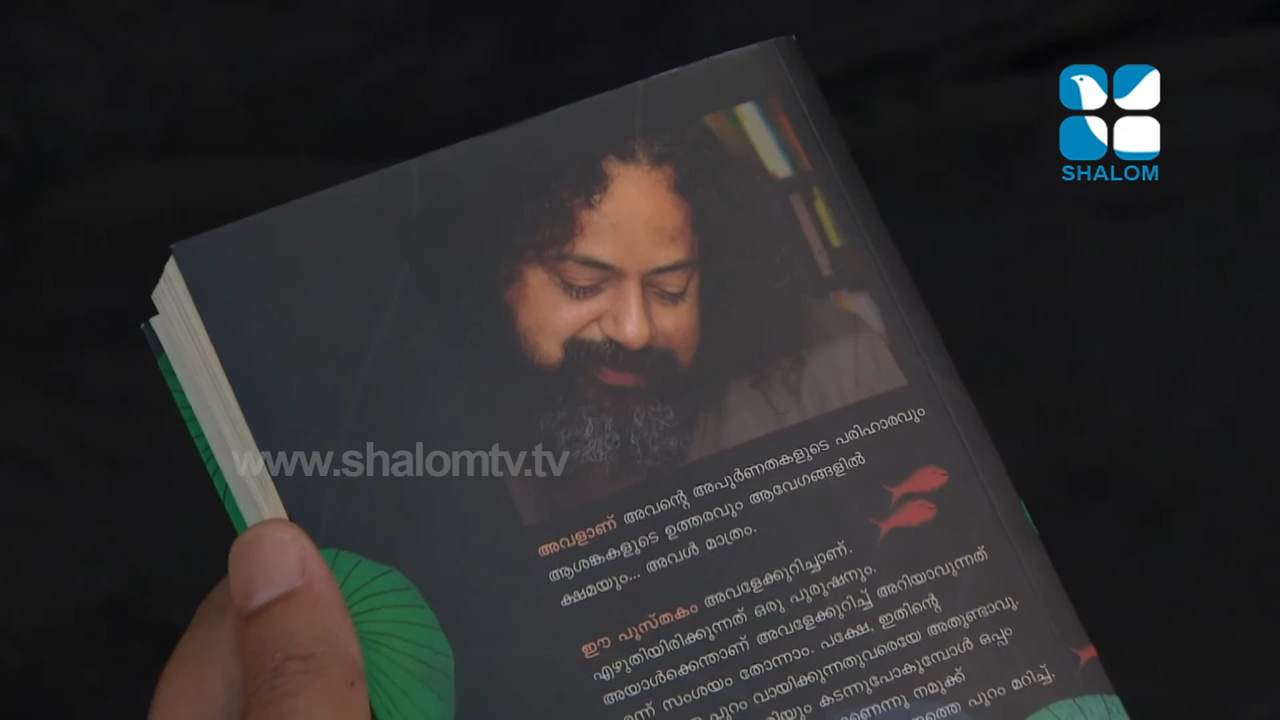 SHALOM
www.shalomtv.tv
അവളാണ് അവന്റെ അപൂർണതകളുടെ പരിഹാരവും
ആശങ്കകളുടെ ഉത്തരവും ആവേഗങ്ങളിൽ
ക്ഷമയും... അവൾ മാത്രം.
ഈ പുസ്തകം അവളേക്കുറിച്ചാണ്.
എഴുതിയിരിക്കുന്നത് ഒരു പുരുഷനും.
അയാൾക്കെന്താണ് അവളേക്കുറിച്ച് അറിയാവുന്നത്
സംശയം തോന്നാം. പക്ഷേ, ഇതിന്റെ
പുറം വായിക്കുന്നതുവരെയേ അതുണ്ടാവൂ.
കടന്നുപോകുമ്പോൾ ഒപ്പം
നമുക്ക്
പുറം മറിച്ച്.